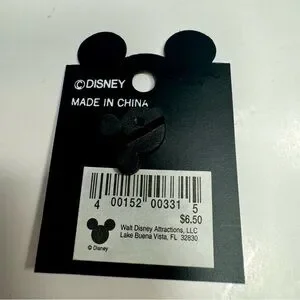 ©DISNEY
MADE IN CHINA
4 00152 00331 5
$6.50
Walt Disney Attractions, LLC
Lake Buena Vista, FL 32830
© Disney